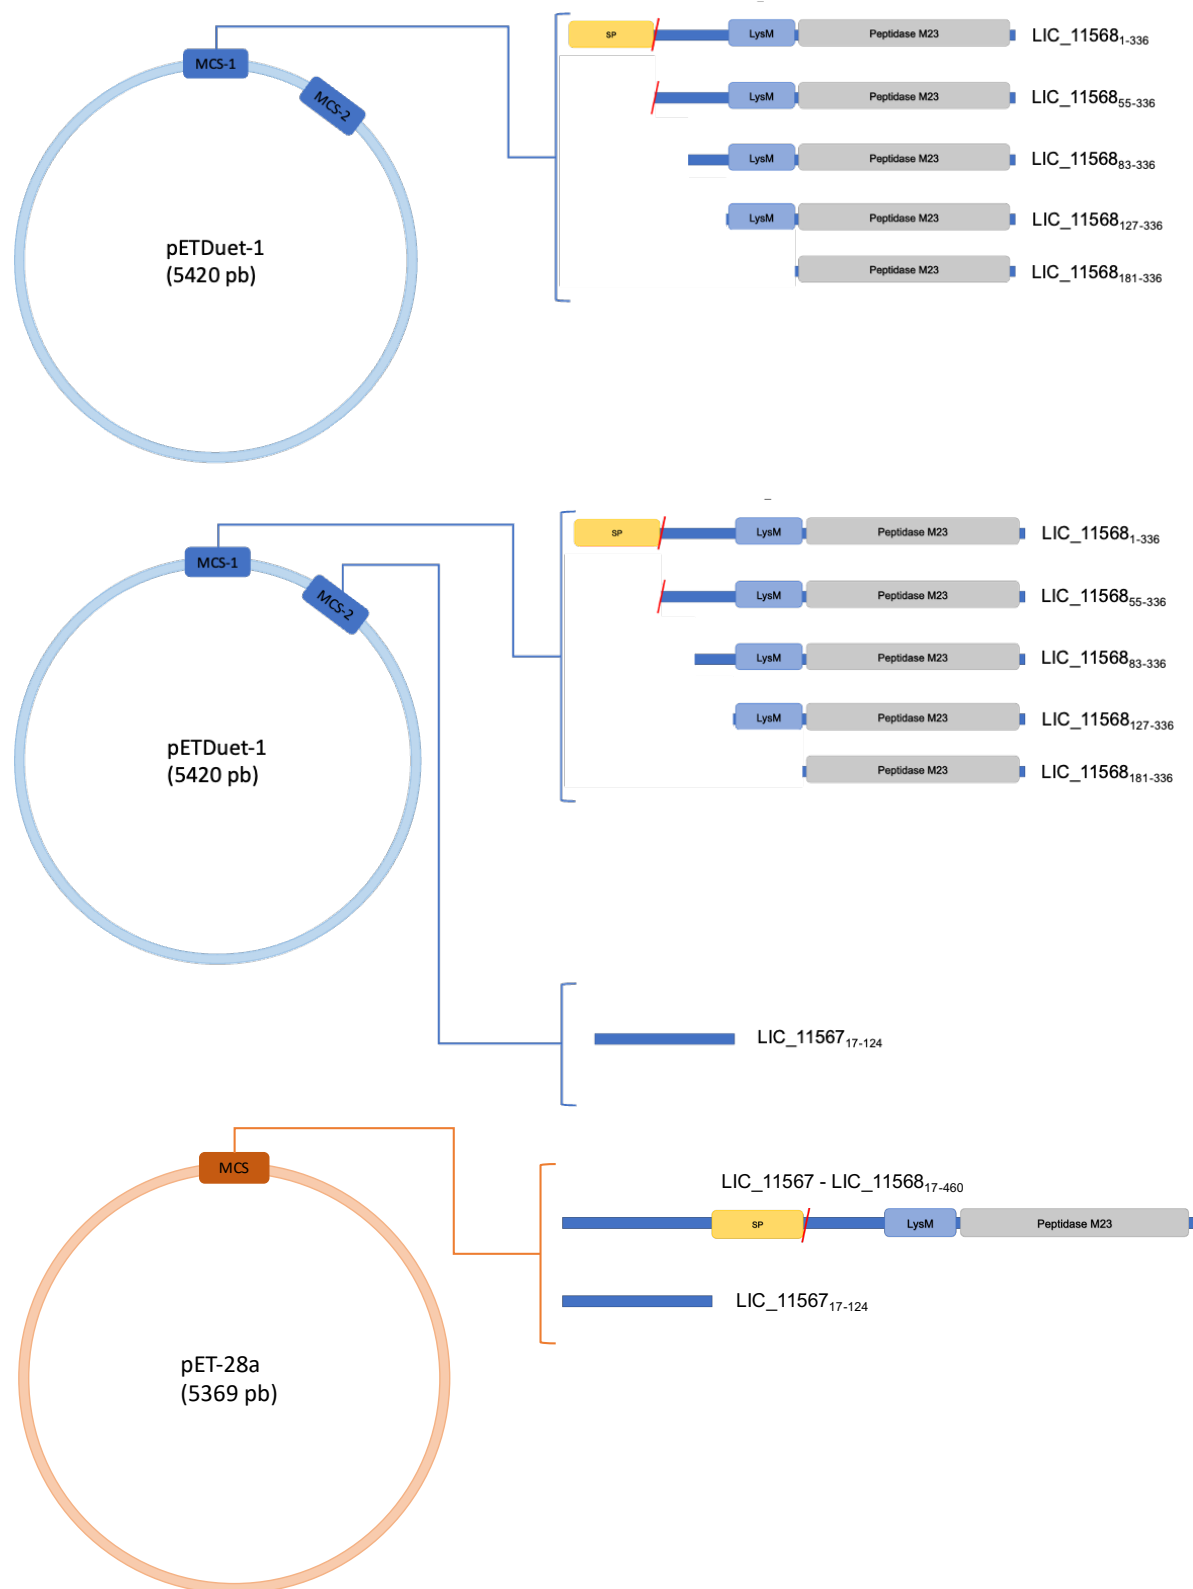 SP
LysM
Peptidase M23
LIC_11568₁₋₃₃₆
MCS-1
MCS-2
LysM
Peptidase M23
LIC_11568₅₅₋₃₃₆
LysM
Peptidase M23
LIC_11568₈₃₋₃₃₆
LysM
Peptidase M23
LIC_11568₁₂₇₋₃₃₆
pETDuet-1
(5420 pb)
Peptidase M23
LIC_11568₁₈₁₋₃₃₆
SP
LysM
Peptidase M23
LIC_11568₁₋₃₃₆
MCS-1
MCS-2
LysM
Peptidase M23
LIC_11568₅₅₋₃₃₆
LysM
Peptidase M23
LIC_11568₈₃₋₃₃₆
LysM
Peptidase M23
LIC_11568₁₂₇₋₃₃₆
pETDuet-1
(5420 pb)
Peptidase M23
LIC_11568₁₈₁₋₃₃₆
LIC_11567₁₇₋₁₂₄
MCS
LIC_11567 - LIC_11568₁₇₋₄₆₀
SP
LysM
Peptidase M23
LIC_11567₁₇₋₁₂₄
pET-28a
(5369 pb)